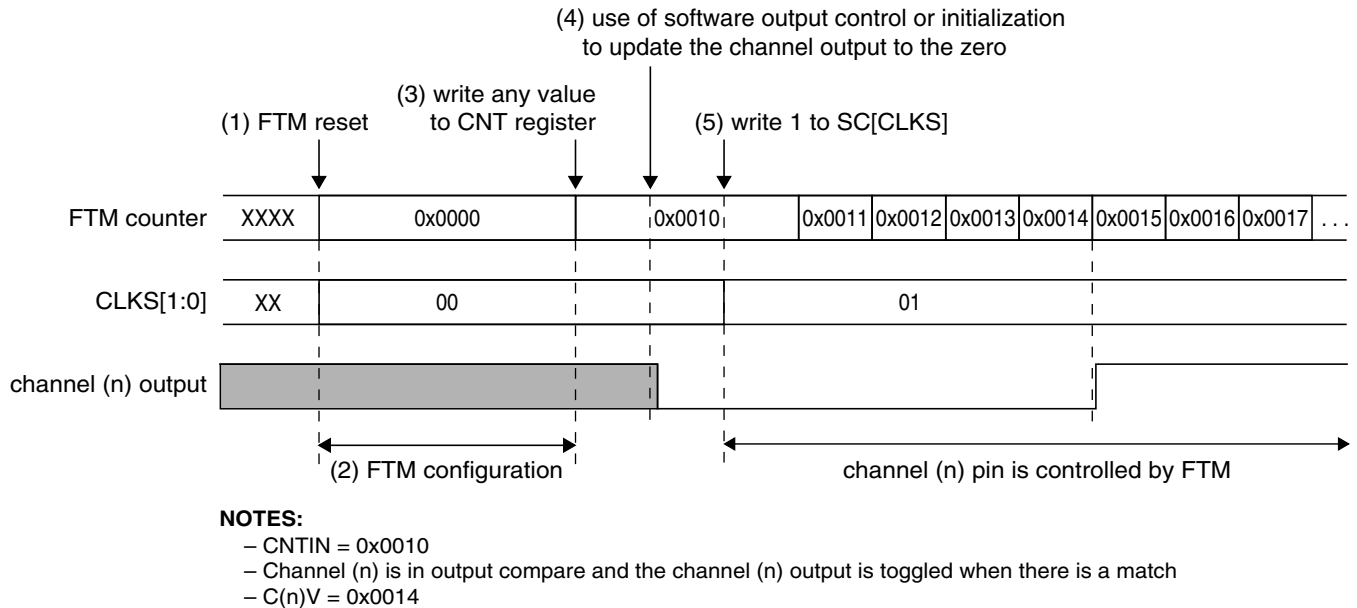 (4) use of software output control or initialization
to update the channel output to the zero
(3) write any value
to CNT register
(1) FTM reset
(5) write 1 to SC[CLKS]
FTM counter XXXX 0x0000 0x0010 0x0011 0x0012 0x0013 0x0014 0x0015 0x0016 0x0017 . . .
CLKS[1:0] XX 00 01
channel (n) output
(2) FTM configuration
channel (n) pin is controlled by FTM
NOTES:
– CNTIN = 0x0010
– Channel (n) is in output compare and the channel (n) output is toggled when there is a match
– C(n)V = 0x0014